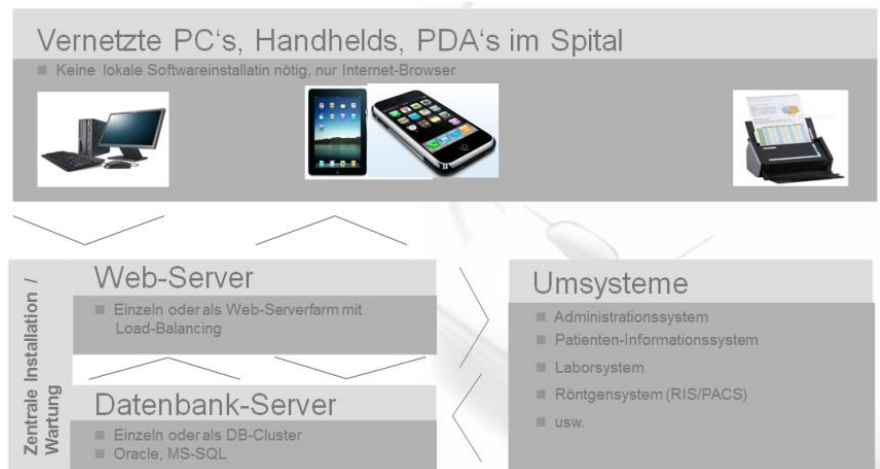 Vernetzte PC's, Handhelds, PDA's im Spital
Keine lokale Softwareinstallatin nötig, nur Internet-Browser
Zentrale Installation /
Wartung
Web-Server
Einzeln oder als Web-Serverfarm mit
Load-Balancing
Datenbank-Server
Einzeln oder als DB-Cluster
Oracle, MS-SQL
Umsysteme
Administrationssystem
Patienten-Informationssystem
Laborsystem
Röntgensystem (RIS/PACS)
usw.